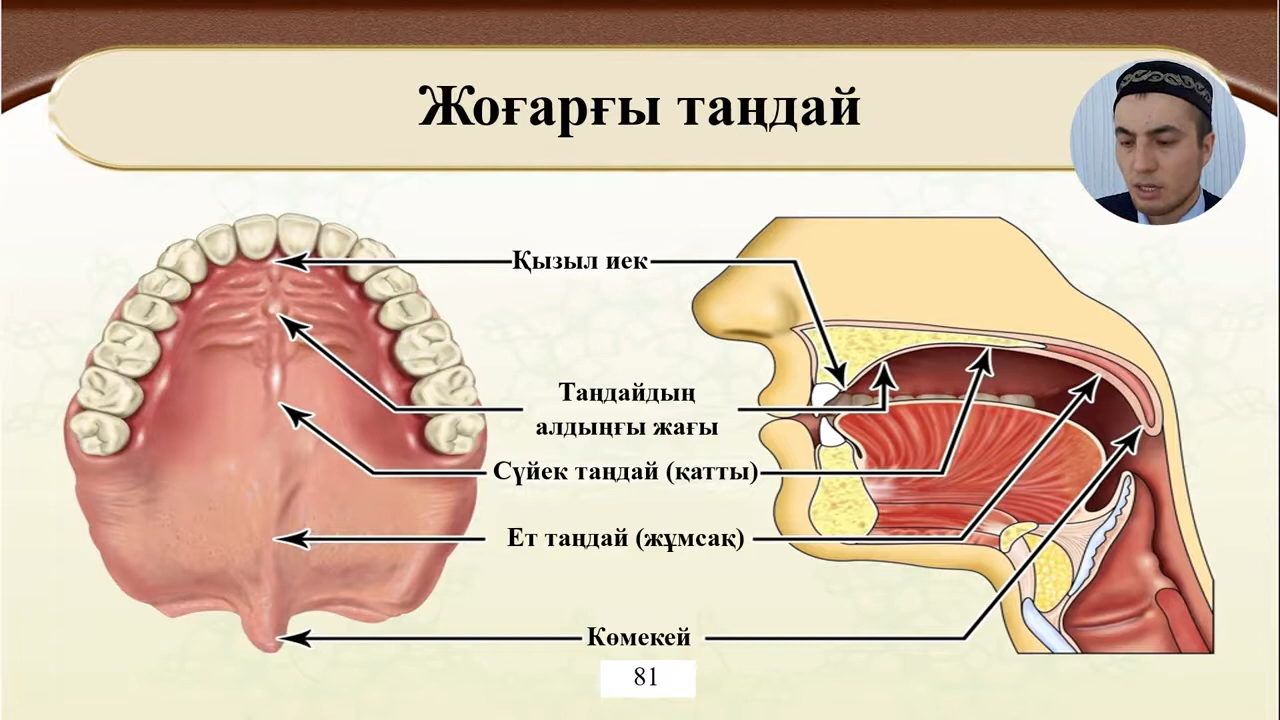 Жоғарғы таңдай
Қызыл иек
Таңдайдың
алдыңғы жағы
Сүйек таңдай (қатты)
Ет таңдай (жұмсақ)
Көмекей
81